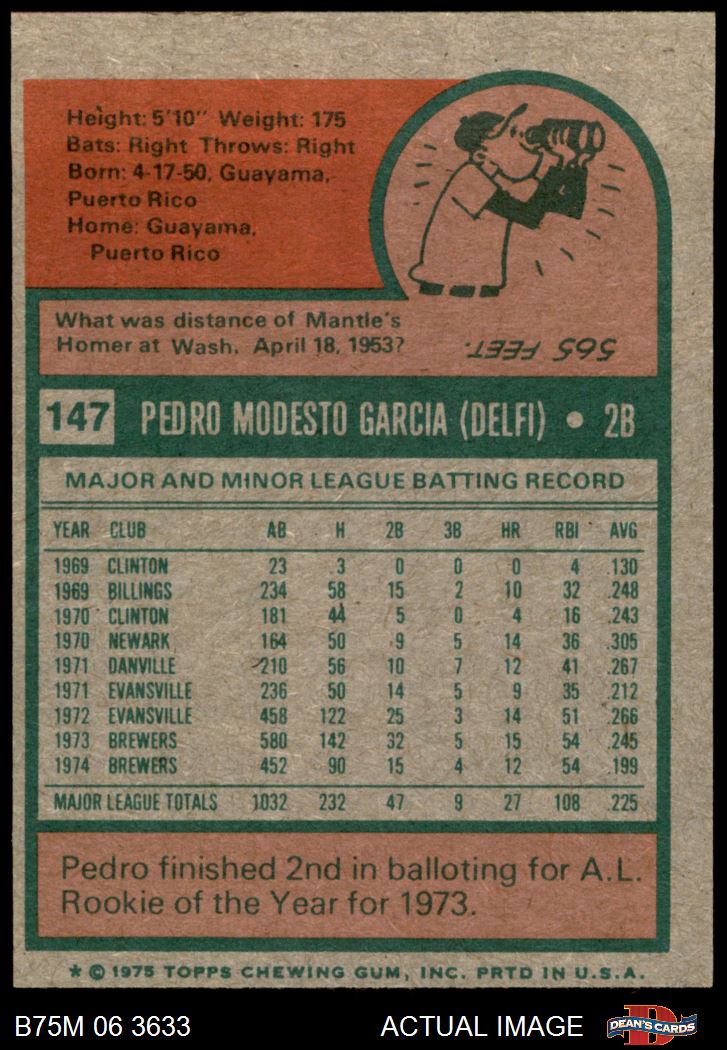 Height: 5'10" Weight: 175
Bats: Right Throws: Right
Born: 4-17-50, Guayama,
Puerto Rico
Home: Guayama,
Puerto Rico
What was distance of Mantle's
Homer at Wash. April 18, 1953?
565 FEET.
147 PEDRO MODESTO GARCIA (DELFI) • 2B
MAJOR AND MINOR LEAGUE BATTING RECORD
YEAR CLUB AB H 2B 3B HR RBI AVG
1969 CLINTON 23 3 0 0 0 4 .130
1969 BILLINGS 234 58 15 2 10 32 .248
1970 CLINTON 181 44 5 0 4 16 .243
1970 NEWARK 164 50 9 5 14 36 .305
1971 DANVILLE 210 56 10 7 12 41 .267
1971 EVANSVILLE 236 50 14 5 9 35 .212
1972 EVANSVILLE 458 122 25 3 14 51 .266
1973 BREWERS 580 142 32 5 15 54 .245
1974 BREWERS 452 90 15 4 12 54 .199
MAJOR LEAGUE TOTALS 1032 232 47 9 27 108 .225
Pedro finished 2nd in balloting for A.L.
Rookie of the Year for 1973.
* © 1975 TOPPS CHEWING GUM, INC. PRTD IN U.S.A.
B75M 06 3633 ACTUAL IMAGE D DEAN'S CARDS